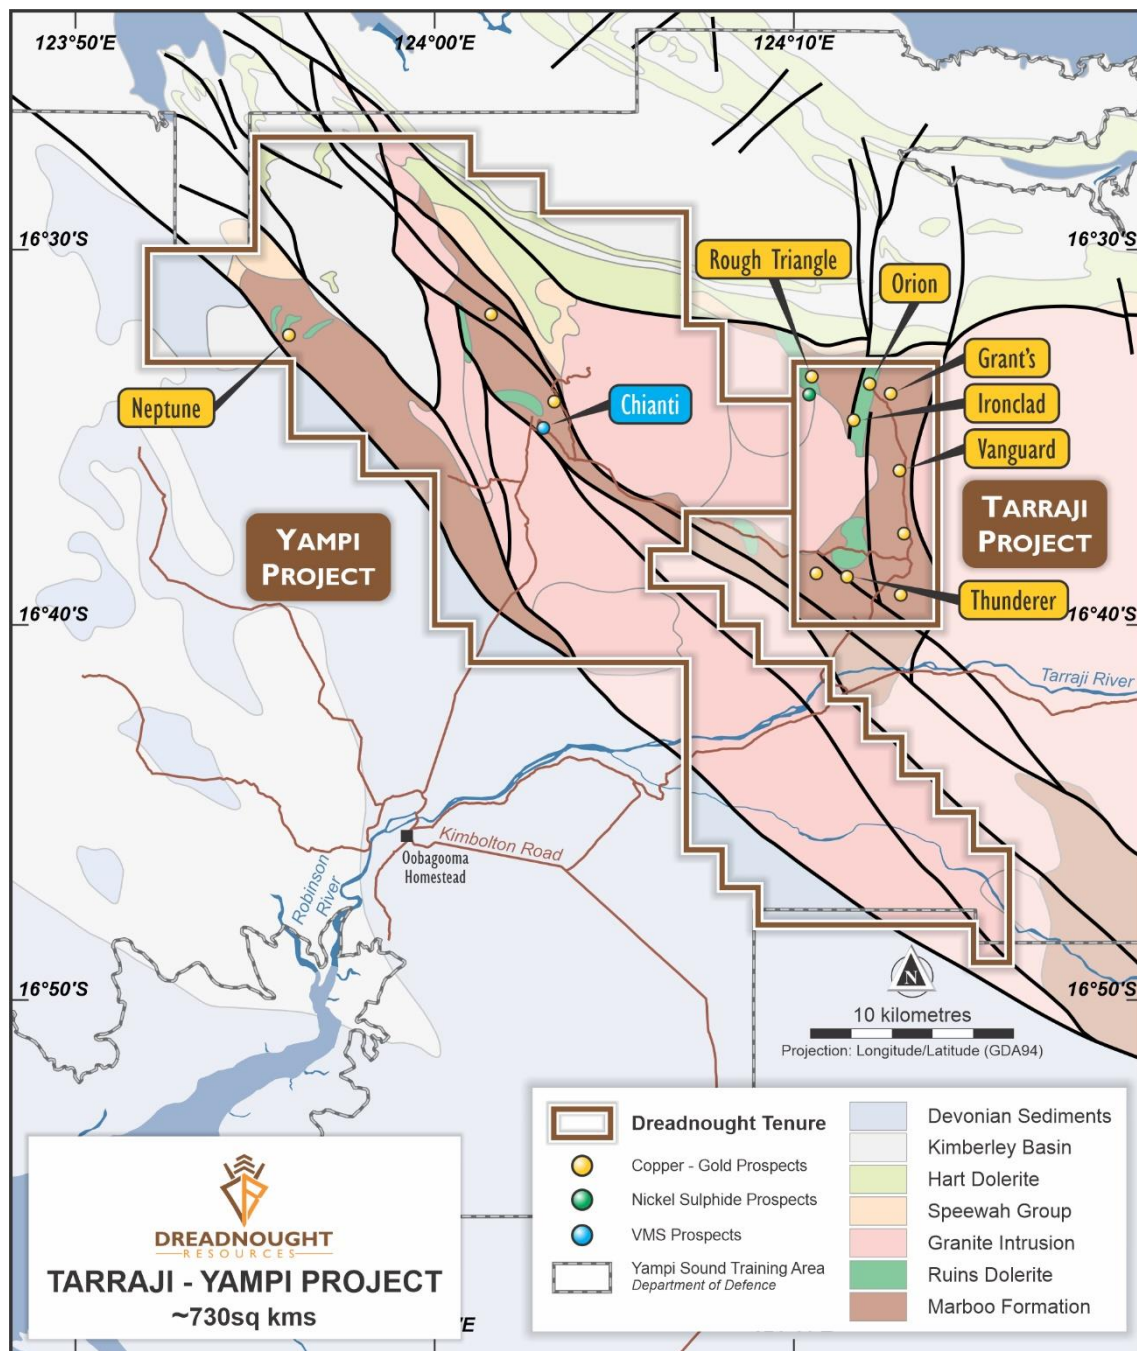 123°50'E
124°00'E
124°10'E
16°30'S
16°30'S
Rough Triangle
Orion
Grant's
Neptune
Chianti
Ironclad
Vanguard
YAMPI
PROJECT
TARRAJI
PROJECT
Thunderer
16°40'S
16°40'S
Tarraji River
Kimbolton Road
Oobagooma
Homestead
Robinson
River
16°50'S
16°50'S
N
10 kilometres
Projection: Longitude/Latitude (GDA94)
DREADNOUGHT
RESOURCES
TARRAJI - YAMPI PROJECT
~730sq kms
Dreadnought Tenure
Copper - Gold Prospects
Nickel Sulphide Prospects
VMS Prospects
Yampi Sound Training Area
Department of Defence
Devonian Sediments
Kimberley Basin
Hart Dolerite
Speewah Group
Granite Intrusion
Ruins Dolerite
Marboo Formation